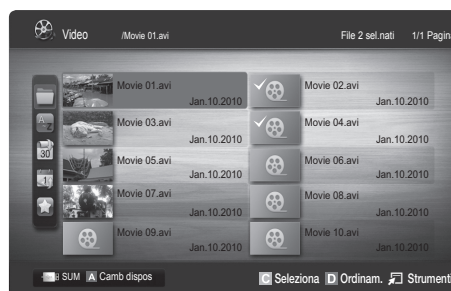 Video /Movie 01.avi File 2 sel.nati 1/1 Pagina
Movie 01.avi Movie 02.avi
Jan.10.2010 Jan.10.2010
Movie 03.avi Movie 04.avi
Jan.10.2010 Jan.10.2010
Movie 05.avi Movie 06.avi
Jan.10.2010 Jan.10.2010
Movie 07.avi Movie 08.avi
Jan.10.2010 Jan.10.2010
Movie 09.avi Movie 10.avi
Jan.10.2010 Jan.10.2010
A Z
30
1
SUM A Camb dispos C Seleziona D Ordinam. Strumenti